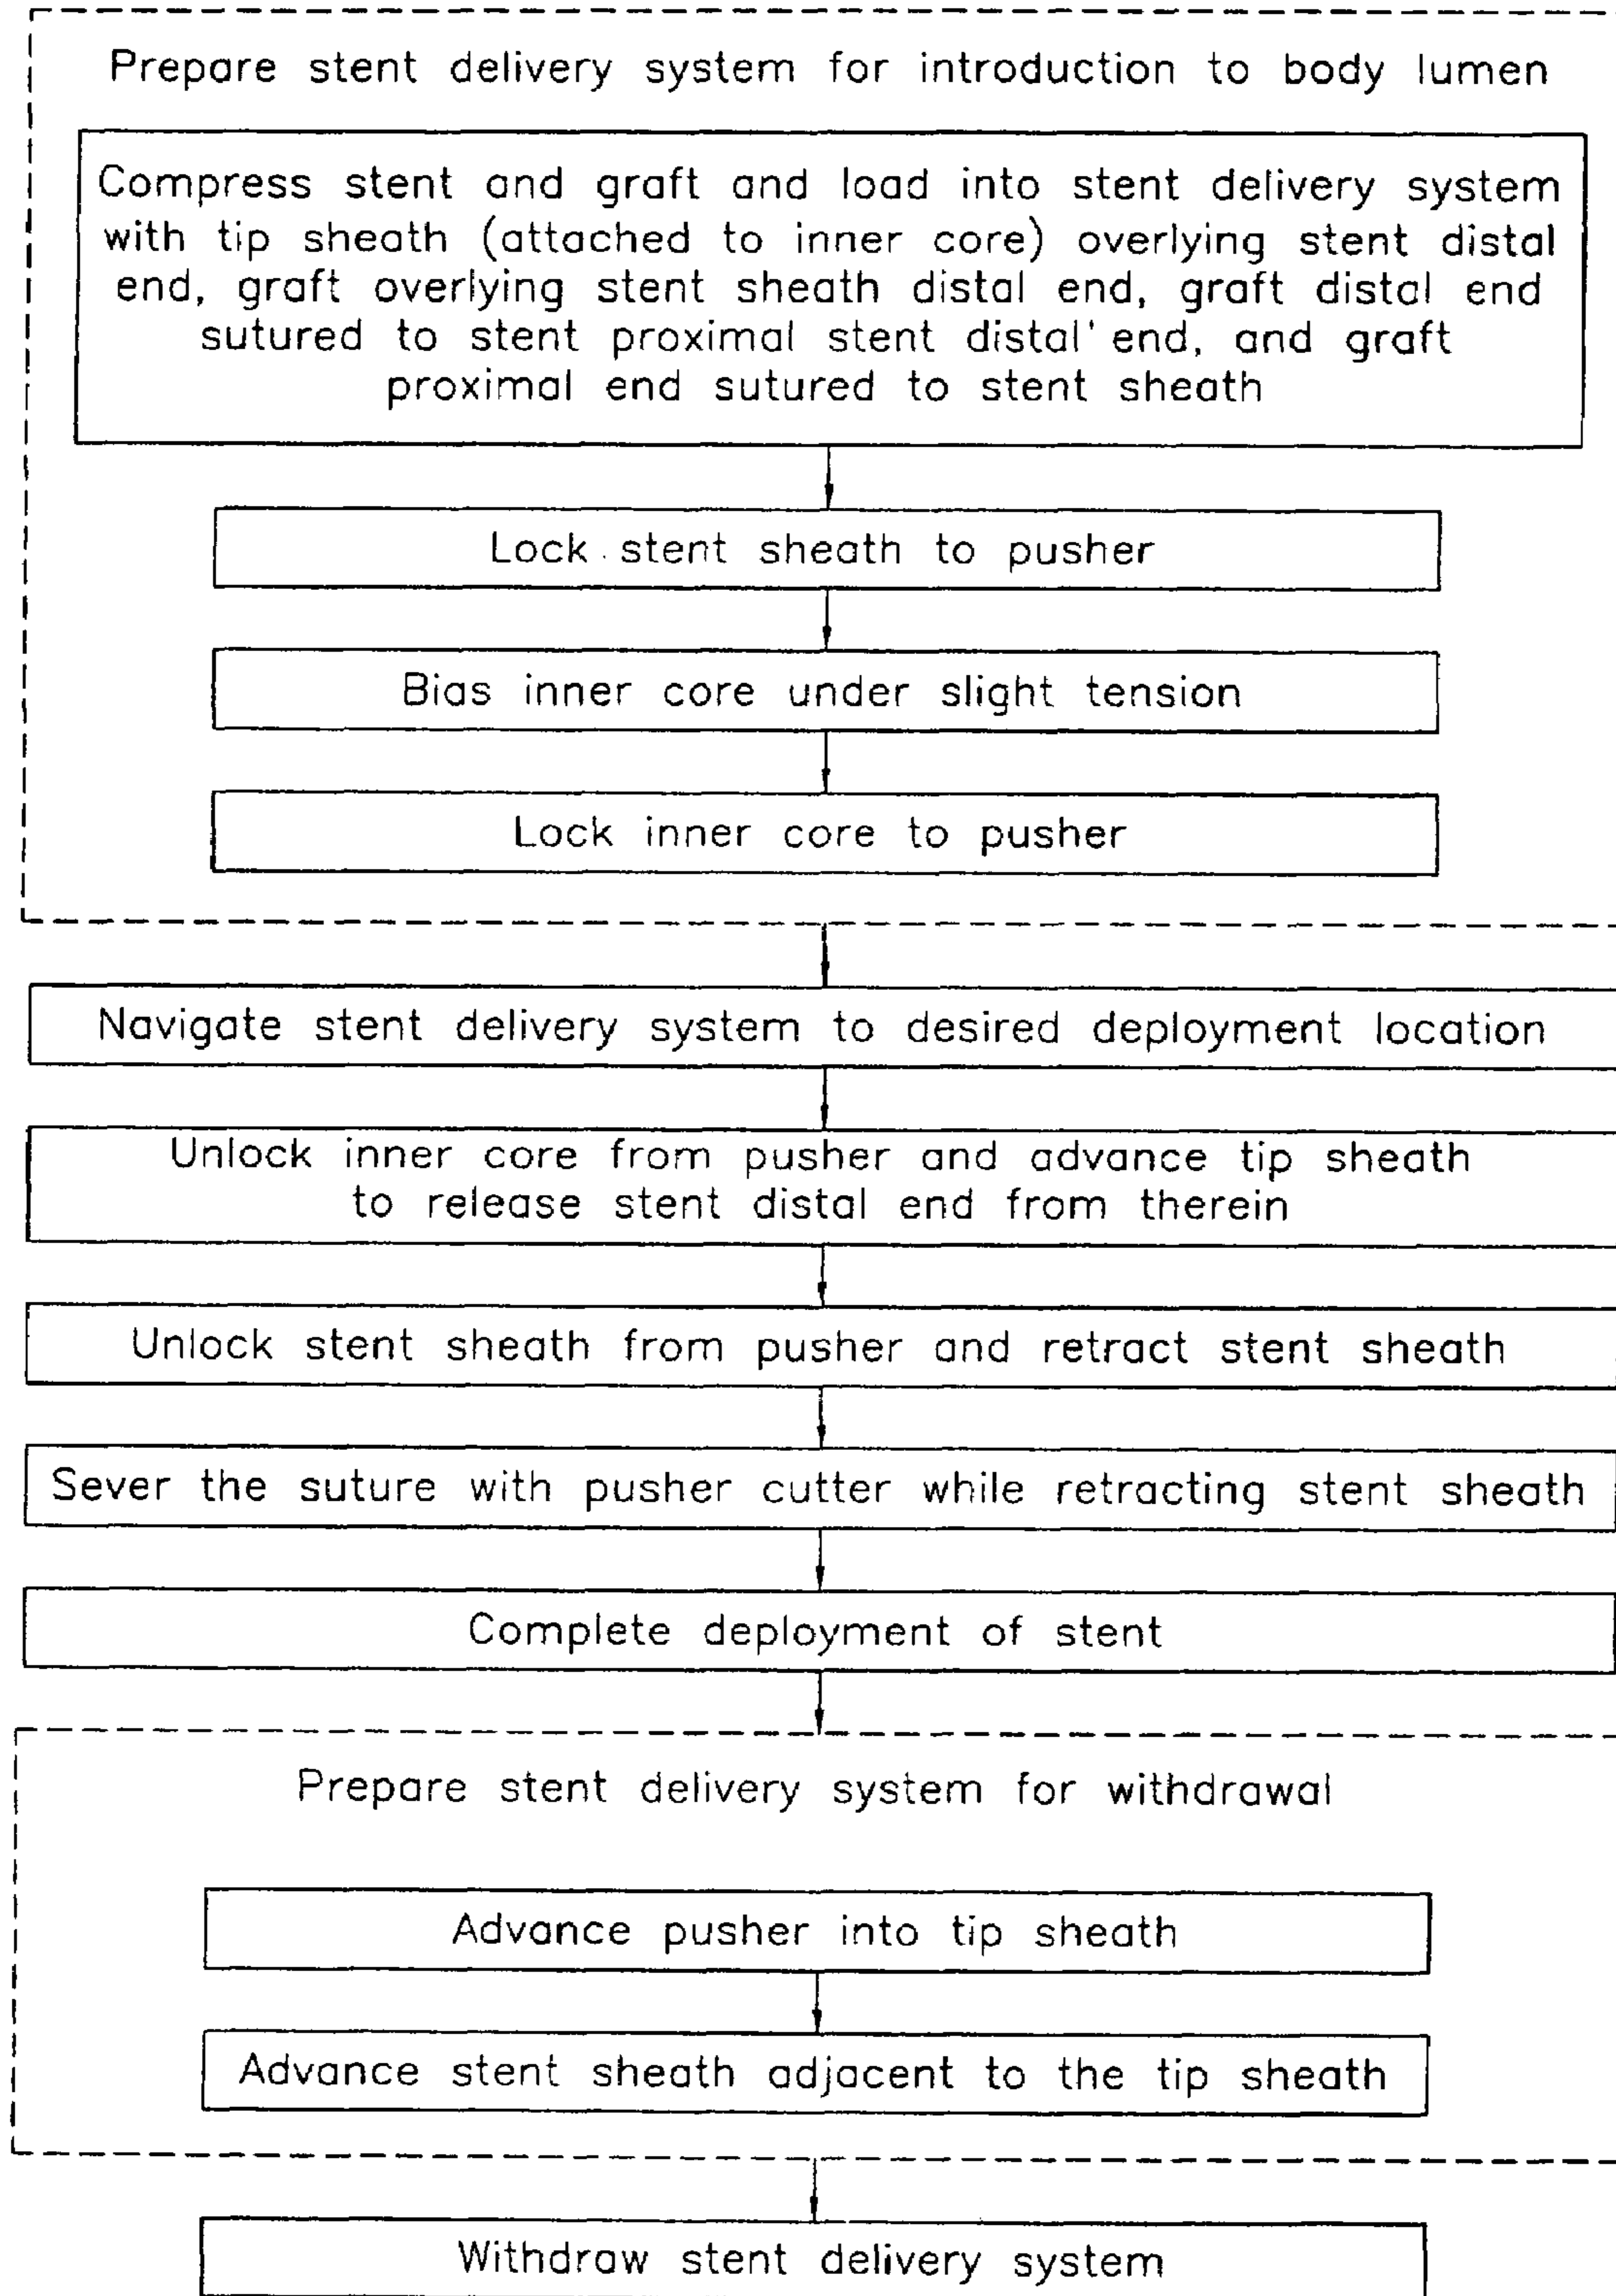 Prepare stent delivery system for introduction to body lumen
Compress stent and graft and load into stent delivery system
with tip sheath (attached to inner core) overlying stent distal
end, graft overlying stent sheath distal end, graft distal end
sutured to stent proximal stent distal' end, and graft
proximal end sutured to stent sheath
Lock stent sheath to pusher
Bias inner core under slight tension
Lock inner core to pusher
Navigate stent delivery system to desired deployment location
Unlock inner core from pusher and advance tip sheath
to release stent distal end from therein
Unlock stent sheath from pusher and retract stent sheath
Sever the suture with pusher cutter while retracting stent sheath
Complete deployment of stent
Prepare stent delivery system for withdrawal
Advance pusher into tip sheath
Advance stent sheath adjacent to the tip sheath
Withdraw stent delivery system